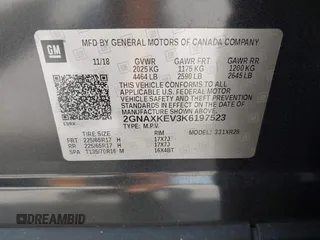 GM
MFD BY GENERAL MOTORS OF CANADA COMPANY
11/18 GVWR GAWR FRT GAWR RR
2025 KG 1175 KG 1200 KG
4464 LB 2590 LB 2645 LB
THIS VEHICLE CONFORMS TO ALL APPLICABLE
U.S. FEDERAL MOTOR VEHICLE SAFETY, BUMPER, AND
THEFT PREVENTION STANDARDS IN EFFECT ON THE DATE
OF MANUFACTURE SHOWN ABOVE.
2GNAXKEV3K6197523
TYPE: M.P.V. MODEL:
TIRE SIZE RIM
FRT 225/65R17 H 17X7J
RR 225/65R17 H 17X7J
SPA T135/70R16 M 16X4BT
DREAMBID